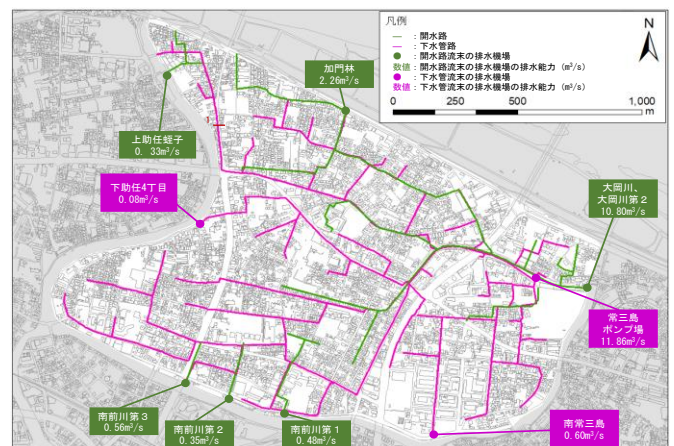 凡例
― : 開水路
― : 下水管路
● : 開水路流末の排水機場
数値 : 開水路流末の排水機場の排水能力 (m³/s)
● : 下水管流末の排水機場
数値 : 下水管流末の排水機場の排水能力 (m³/s)
N
0 250 500 1,000
m
加門林
2.26m³/s
上助任蛭子
0.33m³/s
下助任4丁目
0.08m³/s
大岡川、
大岡川第2
10.80m³/s
常三島
ポンプ場
11.86m³/s
南前川第3
0.56m³/s
南前川第2
0.35m³/s
南前川第1
0.48m³/s
南常三島
0.60m³/s